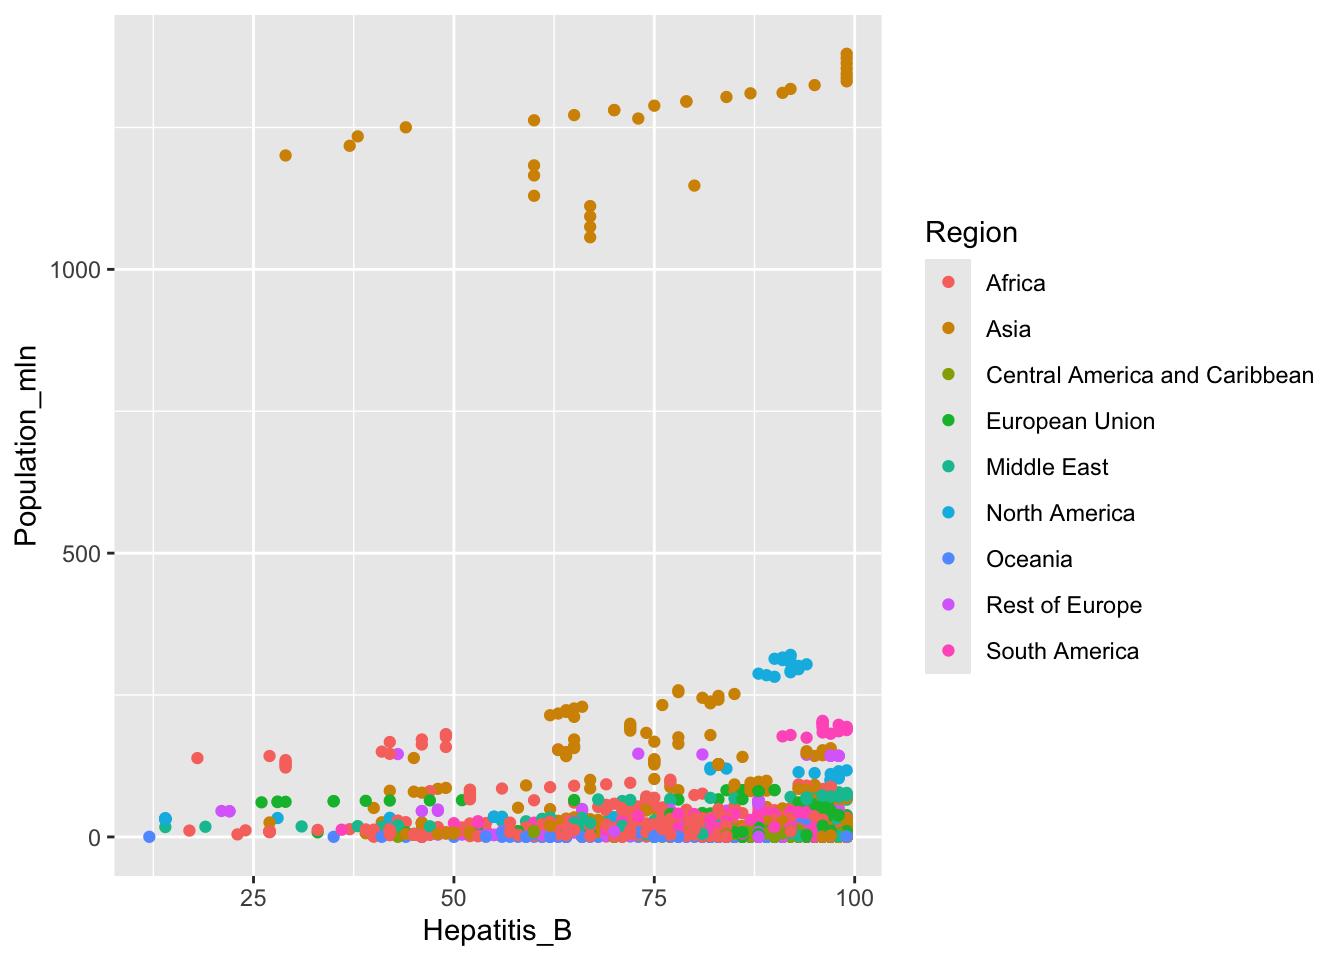 Population_mln
1000
500
0
25 50 75 100
Hepatitis_B
Region
Africa
Asia
Central America and Caribbean
European Union
Middle East
North America
Oceania
Rest of Europe
South America